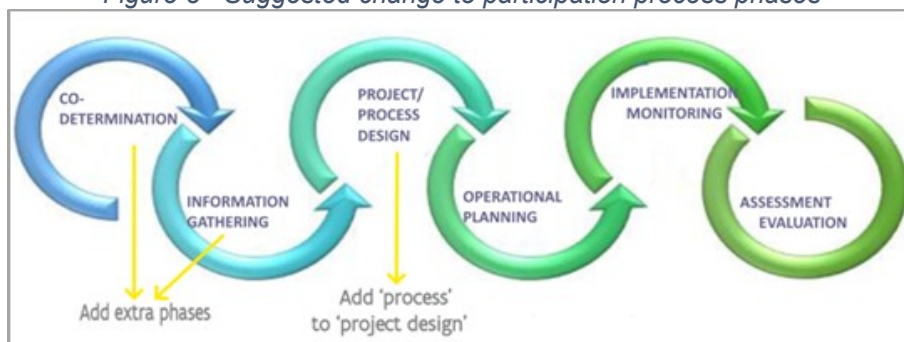 Figure 3 - Suggested change to participation process phases
CO-
DETERMINATION
INFORMATION
GATHERING
PROJECT/
PROCESS
DESIGN
OPERATIONAL
PLANNING
IMPLEMENTATION
MONITORING
ASSESSMENT
EVALUATION
Add extra phases
Add 'process'
to 'project design'